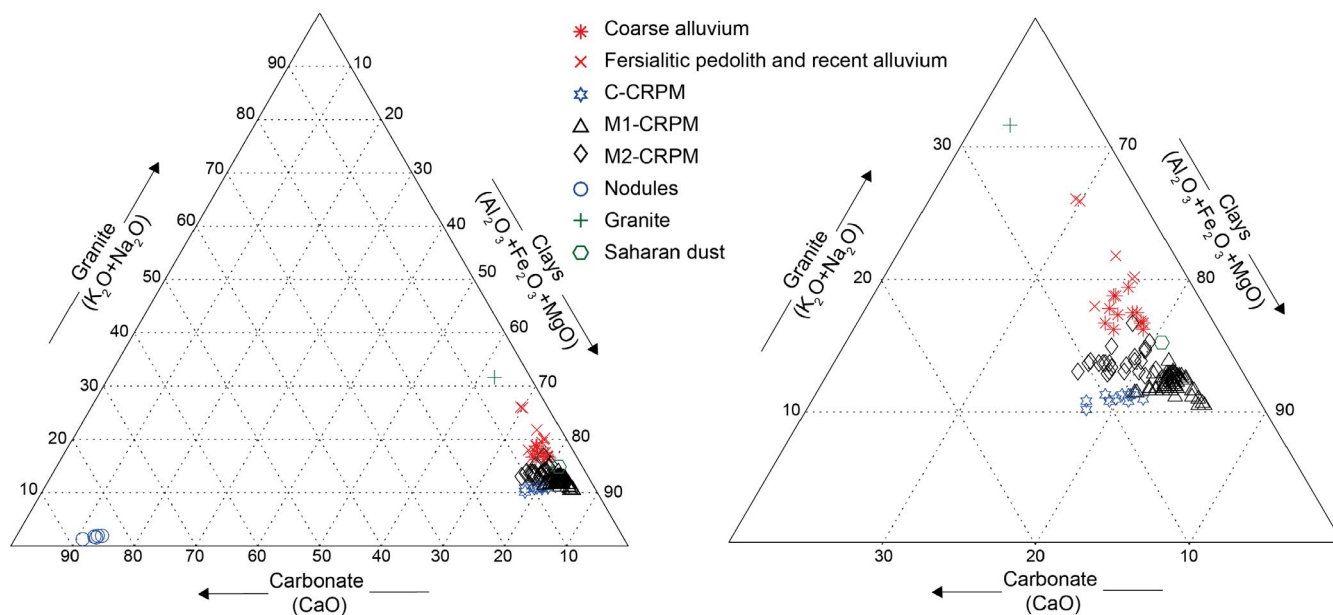 Coarse alluvium
Fersialitic pedolith and recent alluvium
C-CRPM
M1-CRPM
M2-CRPM
Nodules
Granite
Saharan dust
90
80
70
60
50
40
30
20
10
10
20
30
40
50
60
70
80
90
90
80
70
60
50
40
30
20
10
Granite
(K2O+Na2O)
Clays
(Al2O3+Fe2O3+MgO)
Carbonate
(CaO)
30
20
10
70
80
90
30
20
10
Granite
(K2O+Na2O)
Clays
(Al2O3+Fe2O3+MgO)
Carbonate
(CaO)